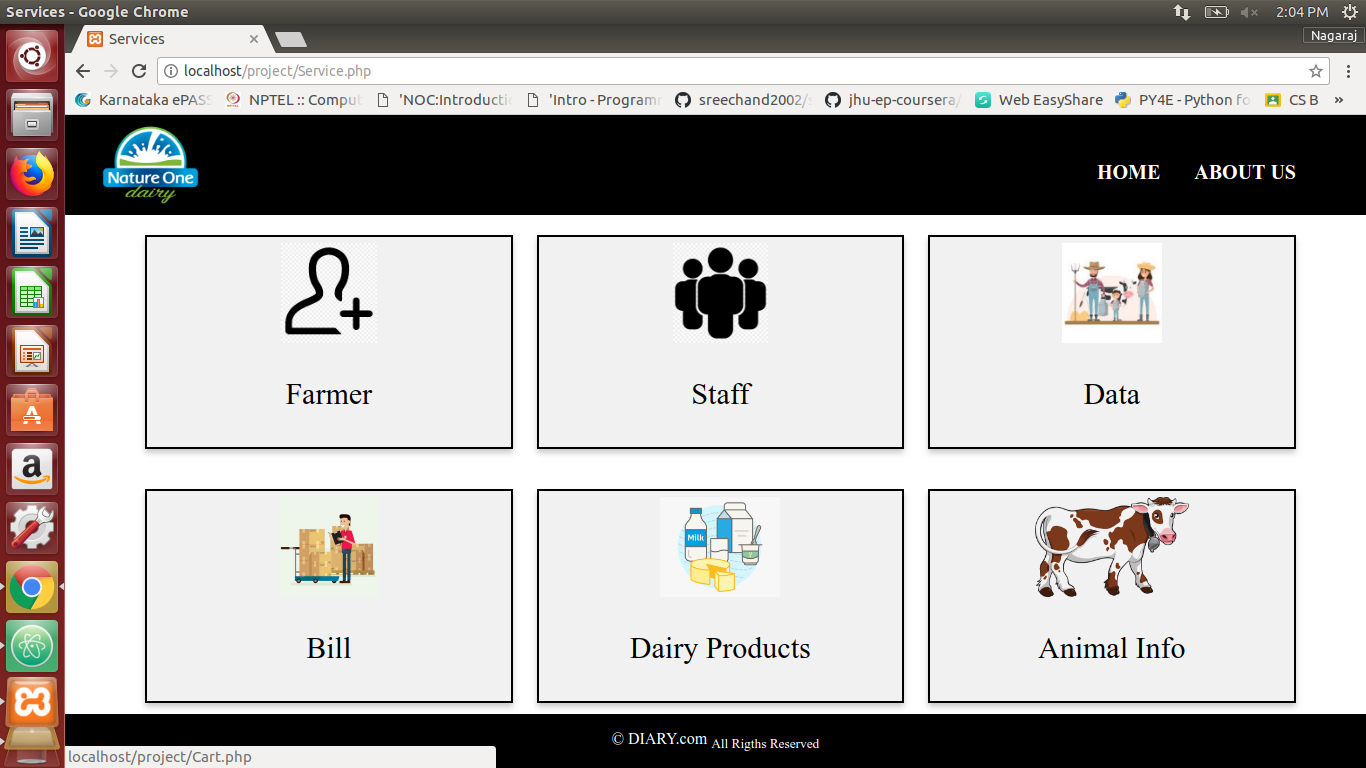 Services - Google Chrome
2:04 PM
Services
Nagaraj
localhost/project/Service.php
Karnataka ePASS
NPTEL :: Comput
'NOC:Introductio
'Intro - Programm
sreechand2002/s
jhu-ep-coursera/
Web EasyShare
PY4E - Python fo
CS B
»
Nature One
dairy
HOME
ABOUT US
Farmer
Staff
Data
Milk
Bill
Dairy Products
Animal Info
© DIARY.com All Rigths Reserved
localhost/project/Cart.php